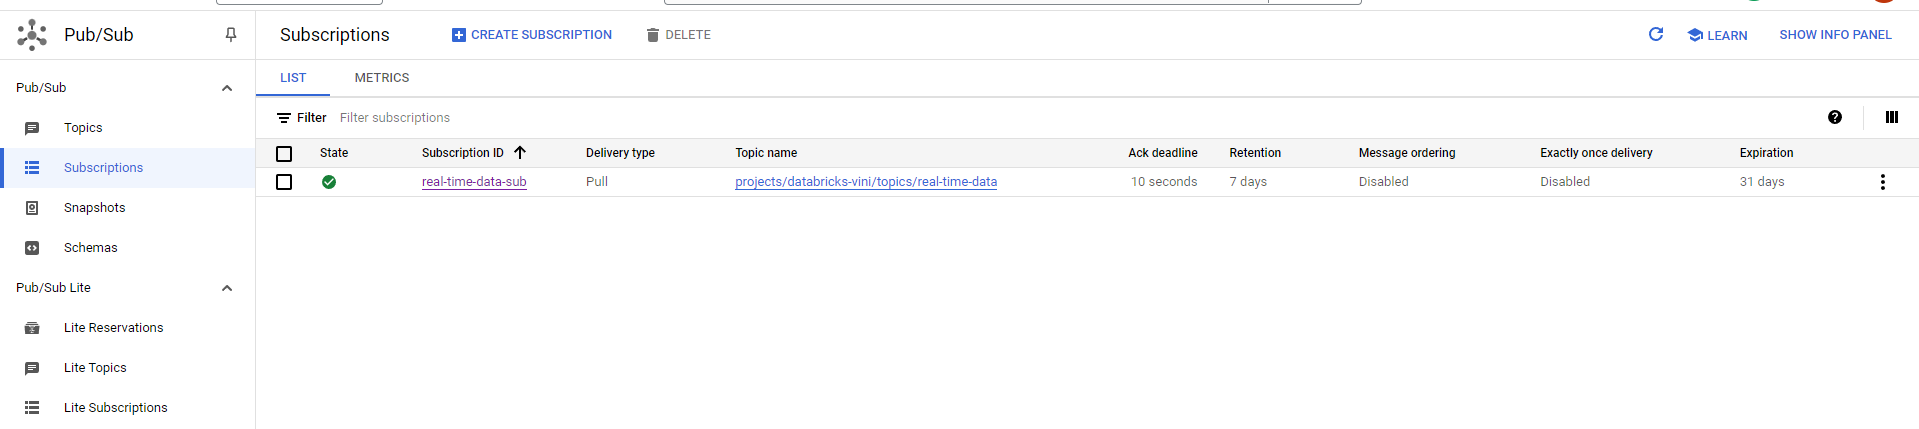 Pub/Sub
Subscriptions
CREATE SUBSCRIPTION
DELETE
LEARN
SHOW INFO PANEL
Pub/Sub
Topics
Subscriptions
Snapshots
Schemas
Pub/Sub Lite
Lite Reservations
Lite Topics
Lite Subscriptions
LIST METRICS
Filter Filter subscriptions
State Subscription ID Delivery type Topic name Ack deadline Retention Message ordering Exactly once delivery Expiration
real-time-data-sub Pull projects/databricks-vini/topics/real-time-data 10 seconds 7 days Disabled Disabled 31 days